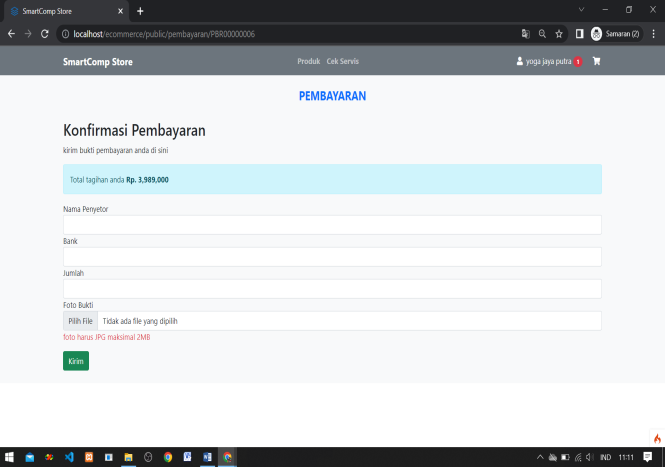 SmartComp Store
localhost/ecommerce/public/pembayaran/PBR00000006
Samaran (2)
SmartComp Store
Produk Cek Servis
yoga jaya putra 1
PEMBAYARAN
Konfirmasi Pembayaran
kirim bukti pembayaran anda di sini
Total tagihan anda Rp. 3,989,000
Nama Penyetor
Bank
Jumlah
Foto Bukti
Pilih File Tidak ada file yang dipilih
foto harus JPG maksimal 2MB
Kirim
IND 11:11